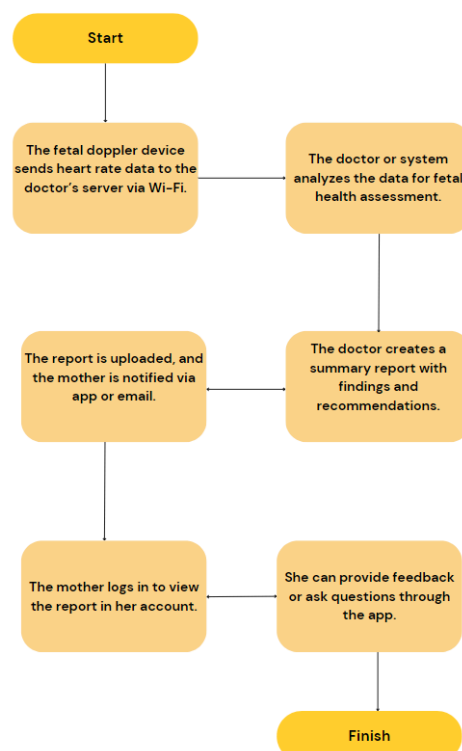 Start
The fetal doppler device
sends heart rate data to the
doctor's server via Wi-Fi.
The doctor or system
analyzes the data for fetal
health assessment.
The doctor creates a
summary report with
findings and
recommendations.
The report is uploaded, and
the mother is notified via
app or email.
The mother logs in to view
the report in her account.
She can provide feedback
or ask questions through
the app.
Finish